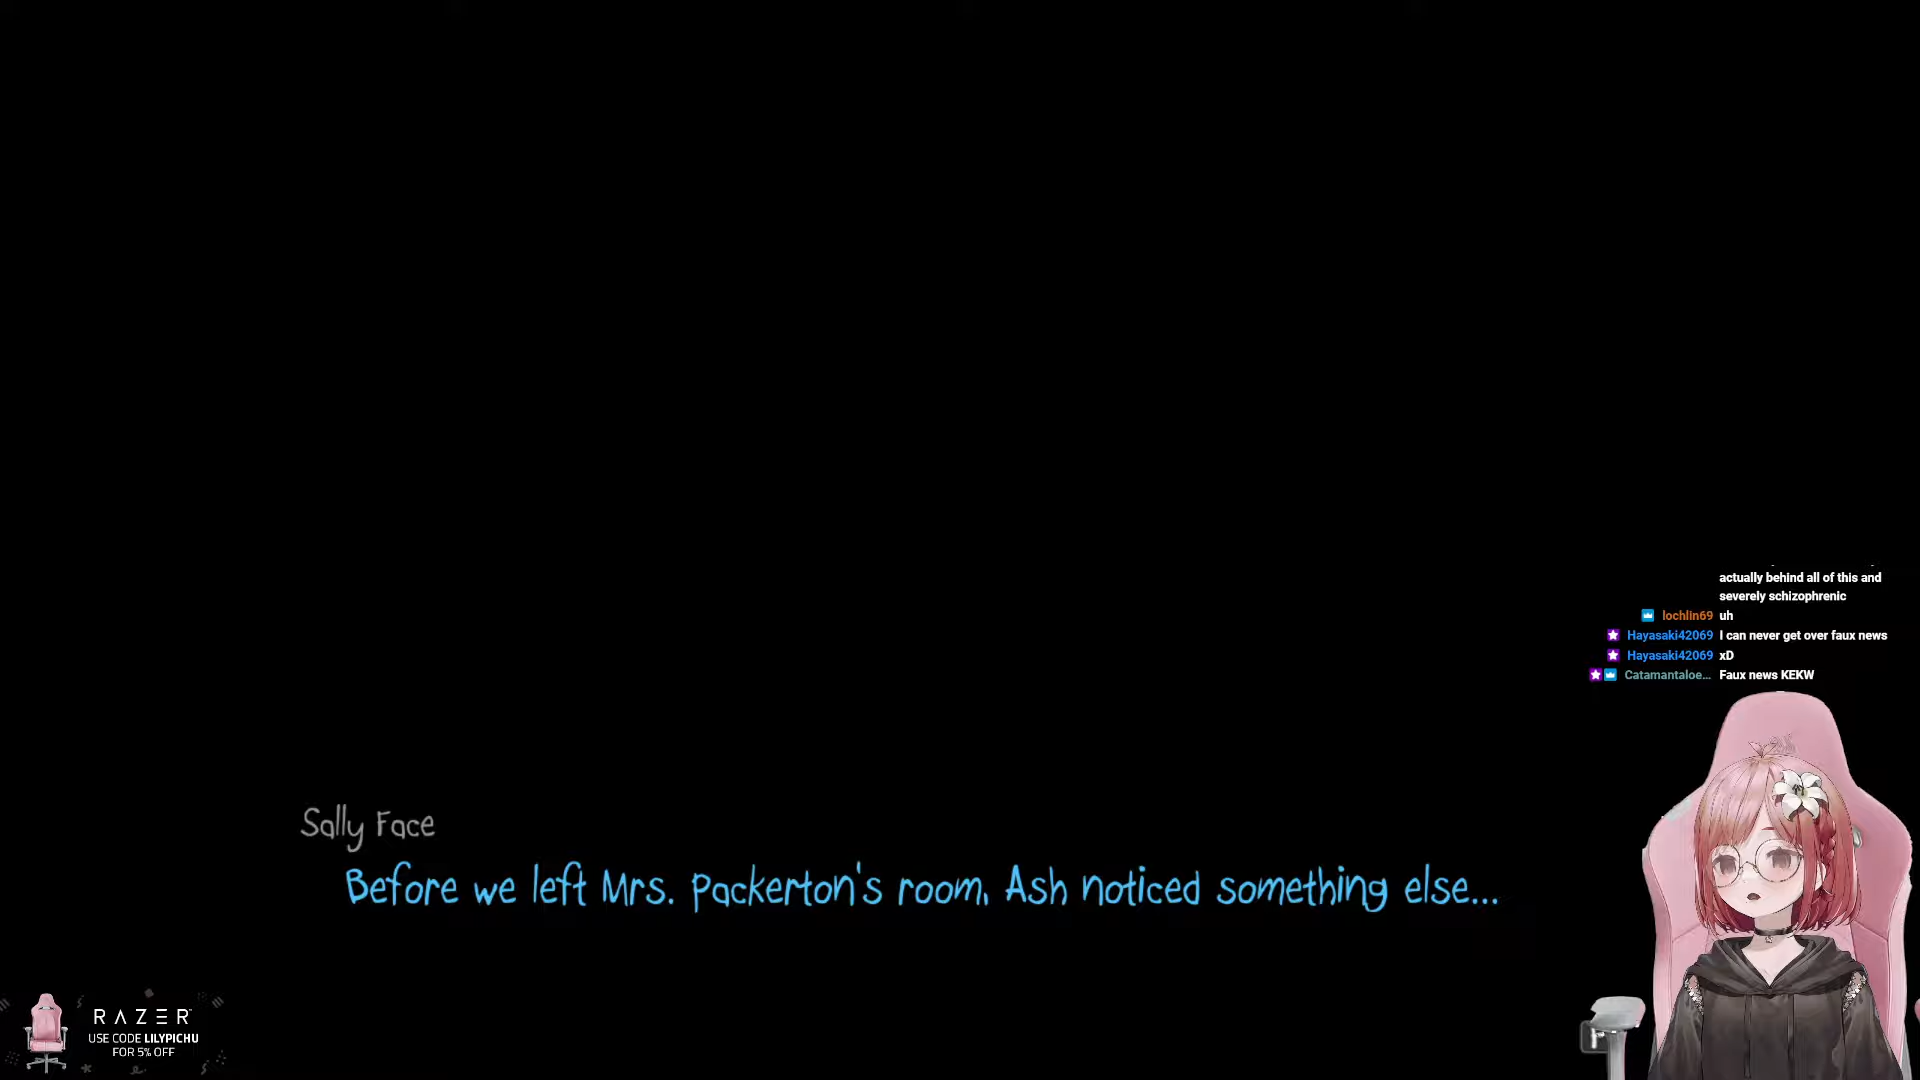 actually behind all of this and
severely schizophrenic
lochlin69 uh
Hayasaki42069 I can never get over faux news
Hayasaki42069 xD
Catamantaloe... Faux news KEKW
Sally Face
Before we left Mrs. Packerton's room, Ash noticed something else...
RAZER
USE CODE LILYPICHU
FOR 5% OFF